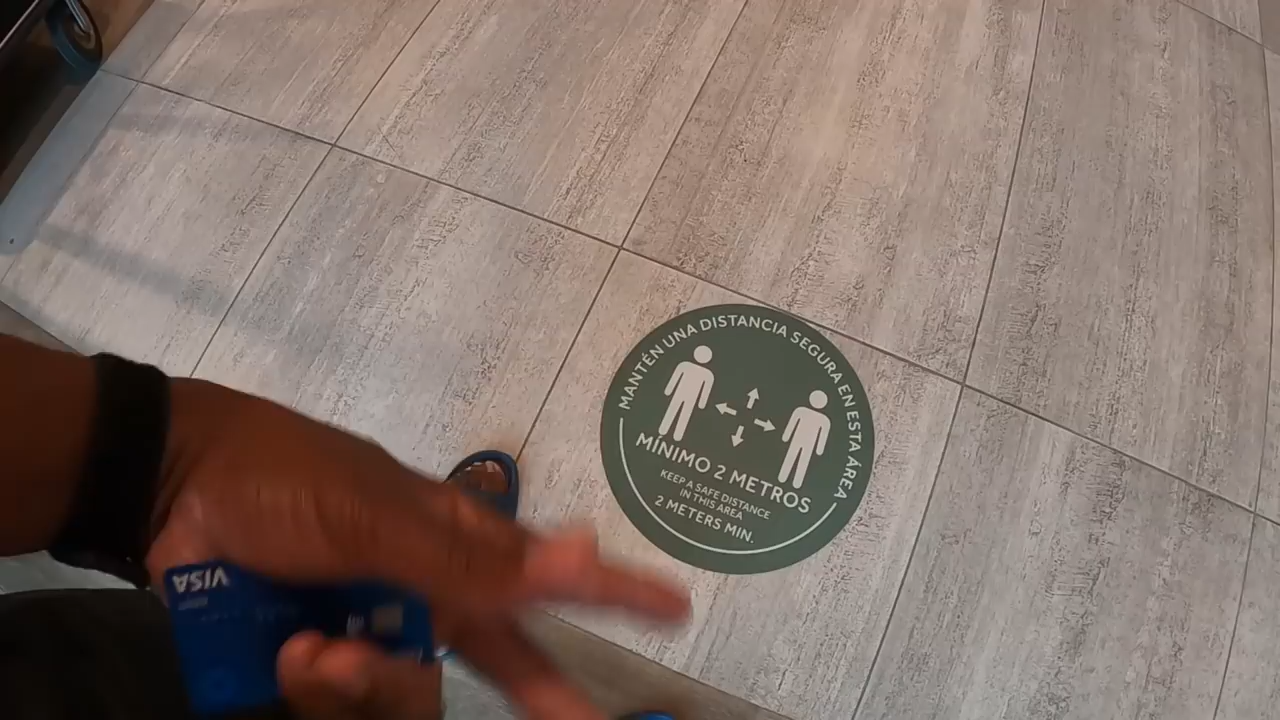 MANTÉN UNA DISTANCIA SEGURA EN ESTA ÁREA
MÍNIMO 2 METROS
KEEP A SAFE DISTANCE
IN THIS AREA
2 METERS MIN.
VISA